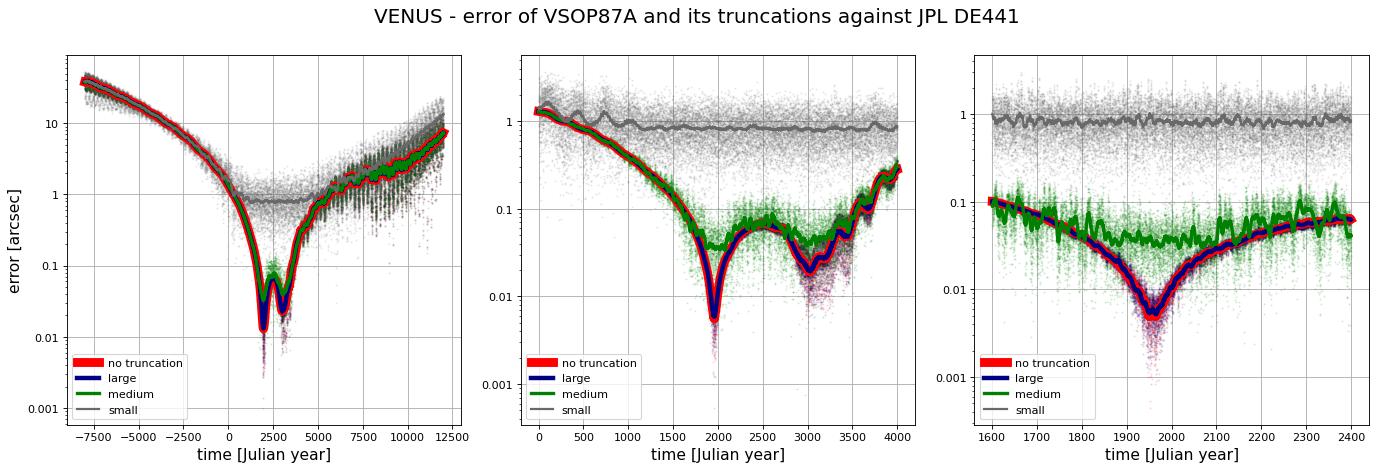 VENUS - error of VSOP87A and its truncations against JPL DE441
error [arcsec]
10
1
0.1
0.01
0.001
no truncation
large
medium
small
−7500 −5000 −2500 0 2500 5000 7500 10000 12500
time [Julian year]
1
0.1
0.01
0.001
no truncation
large
medium
small
0 500 1000 1500 2000 2500 3000 3500 4000
time [Julian year]
1
0.1
0.01
0.001
no truncation
large
medium
small
1600 1700 1800 1900 2000 2100 2200 2300 2400
time [Julian year]